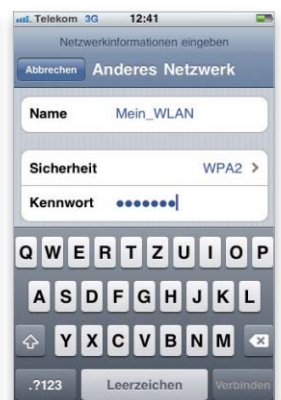 Telekom 3G 12:41
Netzwerkinformationen eingeben
Abbrechen Anderes Netzwerk
Name Mein_WLAN
Sicherheit WPA2 >
Kennwort •••••••
Q W E R T Z U I O P
A S D F G H J K L
Y X C V B N M
.?123 Leerzeichen Verbinden